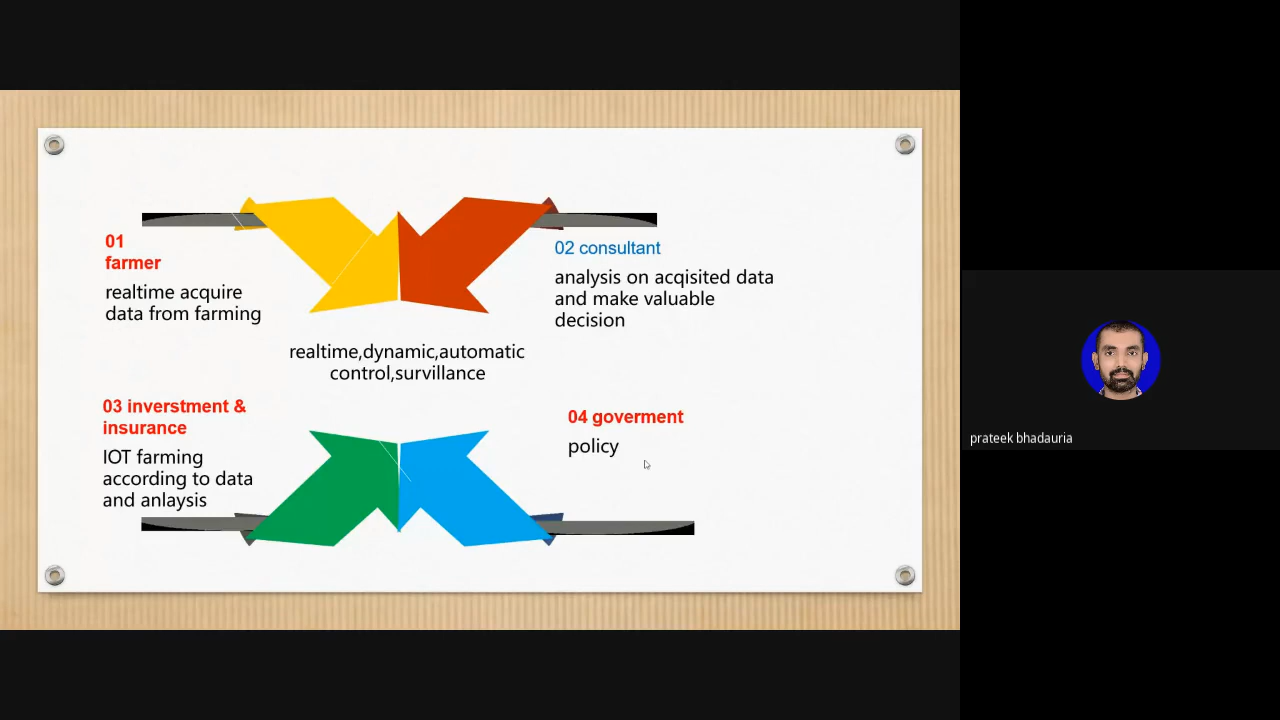 01
farmer
realtime acquire
data from farming
02 consultant
analysis on acqisited data
and make valuable
decision
realtime,dynamic,automatic
control,survillance
03 inverstment &
insurance
IOT farming
according to data
and anlaysis
04 goverment
policy
prateek bhadauria